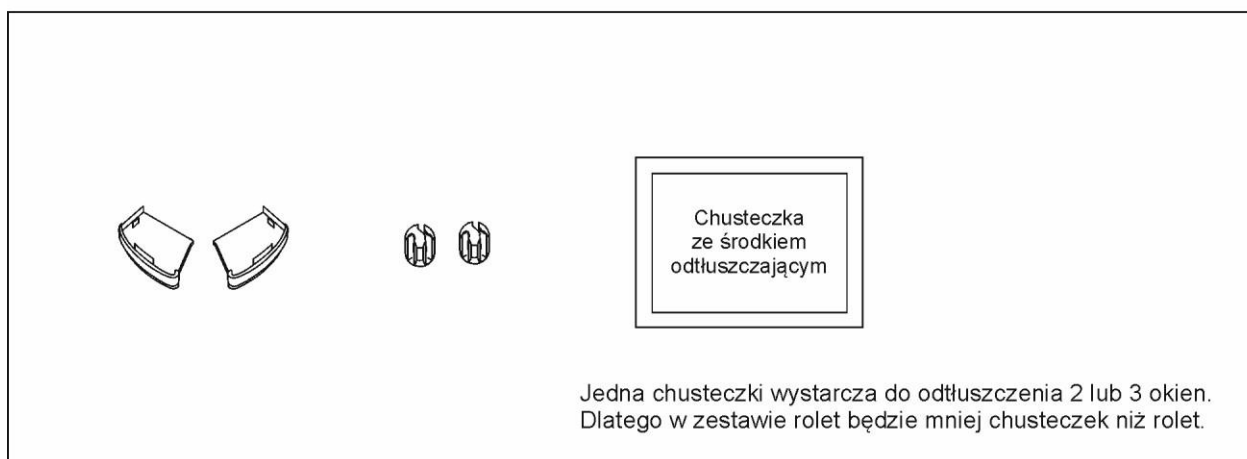 Chusteczka
ze środkiem
odtłuszczającym
Jedna chusteczki wystarcza do odtłuszczenia 2 lub 3 okien.
Dlatego w zestawie rolet będzie mniej chusteczek niż rolet.